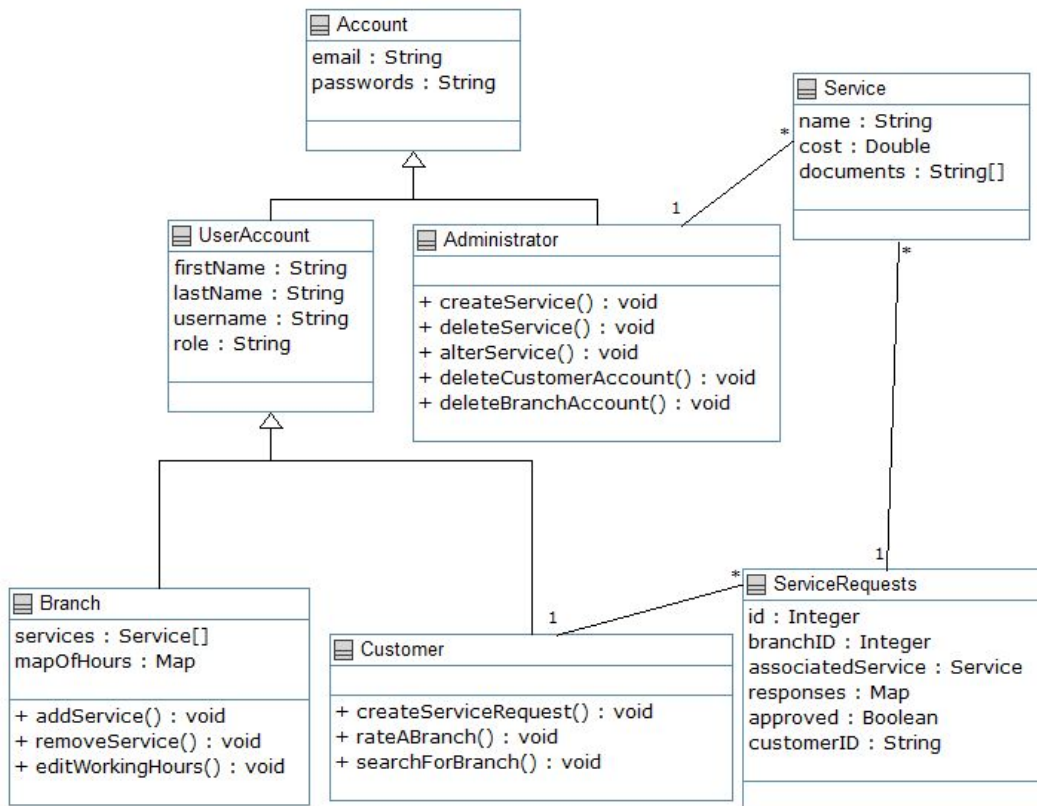 Account
email : String
passwords : String
Service
name : String
cost : Double
documents : String[]
*
1
UserAccount
firstName : String
lastName : String
username : String
role : String
Administrator
+ createService() : void
+ deleteService() : void
+ alterService() : void
+ deleteCustomerAccount() : void
+ deleteBranchAccount() : void
*
1
Branch
services : Service[]
mapOfHours : Map
+ addService() : void
+ removeService() : void
+ editWorkingHours() : void
1
*
Customer
+ createServiceRequest() : void
+ rateABranch() : void
+ searchForBranch() : void
ServiceRequests
id : Integer
branchID : Integer
associatedService : Service
responses : Map
approved : Boolean
customerID : String